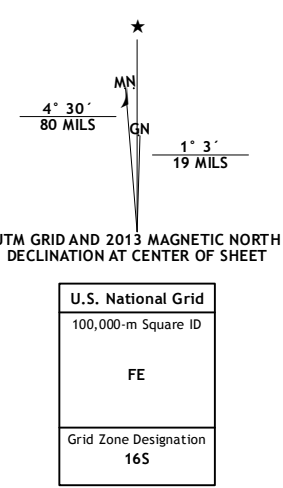 ★
MN
4° 30´
80 MILS
GN
1° 3´
19 MILS
UTM GRID AND 2013 MAGNETIC NORTH
DECLINATION AT CENTER OF SHEET
U.S. National Grid
100,000-m Square ID
FE
Grid Zone Designation
16S